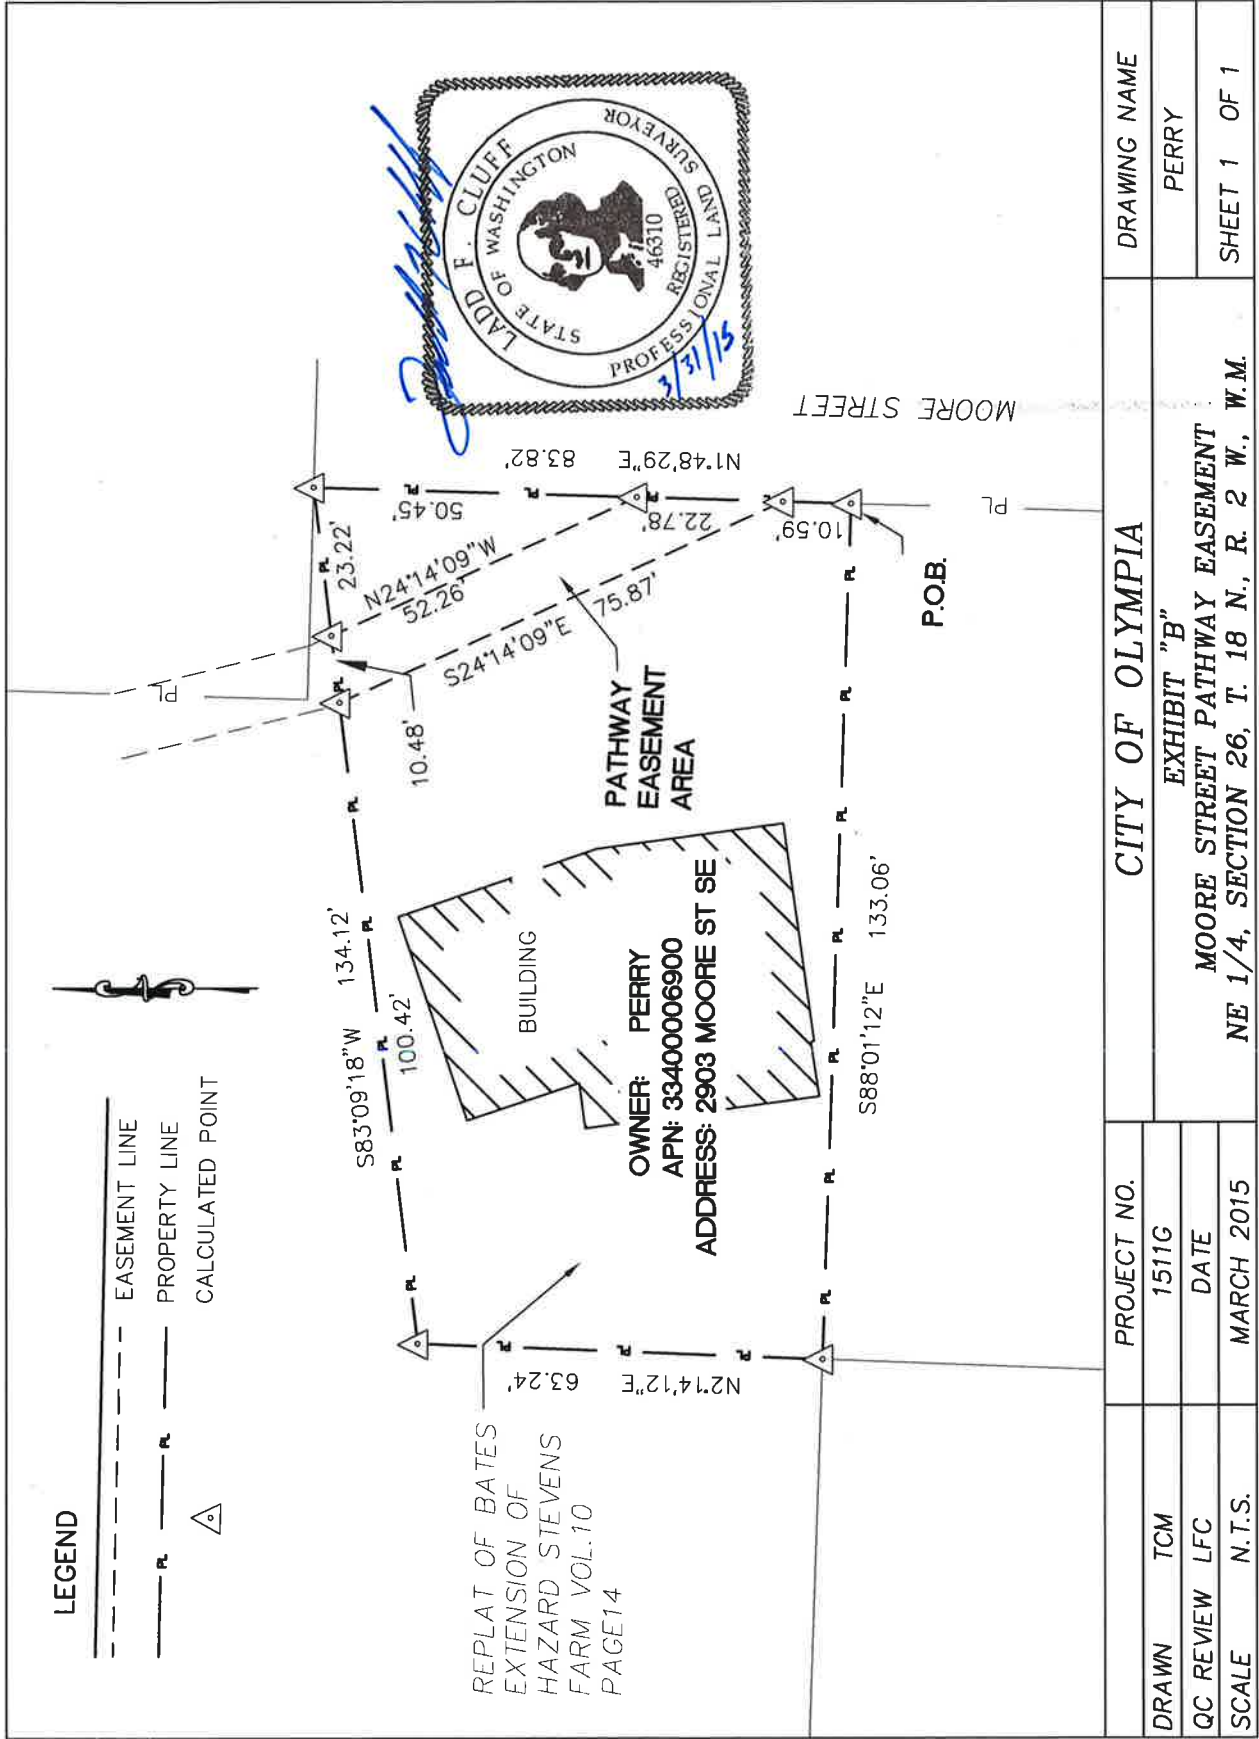 LEGEND
EASEMENT LINE
PL PL PROPERTY LINE
CALCULATED POINT
REPLAT OF BATES
EXTENSION OF
HAZARD STEVENS
FARM VOL.10
PAGE14
S83°09'18"W 134.12'
100.42'
10.48'
23.22'
PL
N24°14'09"W
52.26'
S24°14'09"E 75.87'
50.45'
22.78'
10.59'
N1°48'29"E 83.82'
MOORE STREET
PL
P.O.B.
PATHWAY
EASEMENT
AREA
BUILDING
OWNER: PERRY
APN: 33400006900
ADDRESS: 2903 MOORE ST SE
N2°14'12"E 63.24'
S88°01'12"E 133.06'
LADD F. CLUFF
STATE OF WASHINGTON
46310
REGISTERED
PROFESSIONAL LAND SURVEYOR
3/31/15
DRAWN TCM
QC REVIEW LFC
SCALE N.T.S.
PROJECT NO.
1511G
DATE
MARCH 2015
CITY OF OLYMPIA
EXHIBIT "B"
MOORE STREET PATHWAY EASEMENT
NE 1/4, SECTION 26, T. 18 N., R. 2 W., W.M.
DRAWING NAME
PERRY
SHEET 1 OF 1